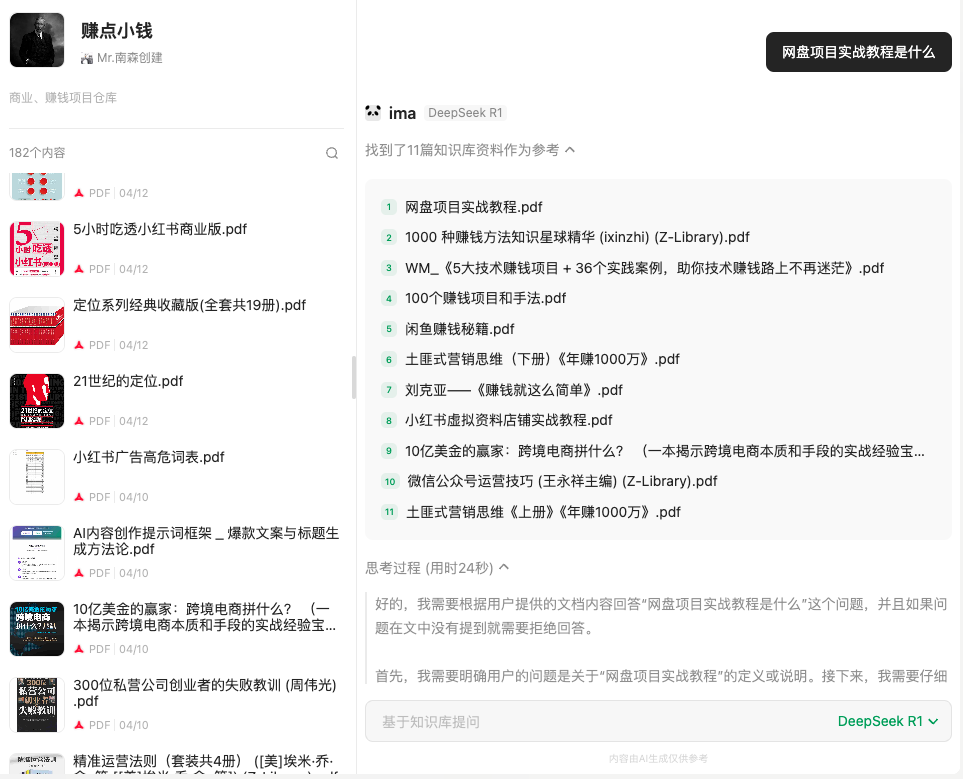 赚点小钱
Mr.南森创建
商业、赚钱项目仓库
182个内容
PDF 04/12
5小时吃透小红书商业版.pdf
PDF 04/12
定位系列经典收藏版(全套共19册).pdf
PDF 04/12
21世纪的定位.pdf
PDF 04/12
小红书广告高危词表.pdf
PDF 04/10
AI内容创作提示词框架 _ 爆款文案与标题生
成方法论.pdf
PDF 04/10
10亿美金的赢家：跨境电商拼什么？ （一
本揭示跨境电商本质和手段的实战经验宝...
PDF 04/10
300位私营公司创业者的失败教训 (周伟光)
.pdf
PDF 04/10
精准运营法则（套装共4册） ([美]埃米·乔·
网盘项目实战教程是什么
ima DeepSeek R1
找到了11篇知识库资料作为参考
1 网盘项目实战教程.pdf
2 1000 种赚钱方法知识星球精华 (ixinzhi) (Z-Library).pdf
3 WM_《5大技术赚钱项目 + 36个实践案例，助你技术赚钱路上不再迷茫》.pdf
4 100个赚钱项目和手法.pdf
5 闲鱼赚钱秘籍.pdf
6 土匪式营销思维（下册）《年赚1000万》.pdf
7 刘克亚——《赚钱就这么简单》.pdf
8 小红书虚拟资料店铺实战教程.pdf
9 10亿美金的赢家：跨境电商拼什么？ （一本揭示跨境电商本质和手段的实战经验宝...
10 微信公众号运营技巧 (王永祥主编) (Z-Library).pdf
11 土匪式营销思维《上册》《年赚1000万》.pdf
思考过程 (用时24秒)
好的，我需要根据用户提供的文档内容回答“网盘项目实战教程是什么”这个问题，并且如果问
题在文中没有提到就需要拒绝回答。
首先，我需要明确用户的问题是关于“网盘项目实战教程”的定义或说明。接下来，我需要仔细
基于知识库提问
DeepSeek R1
内容由AI生成仅供参考